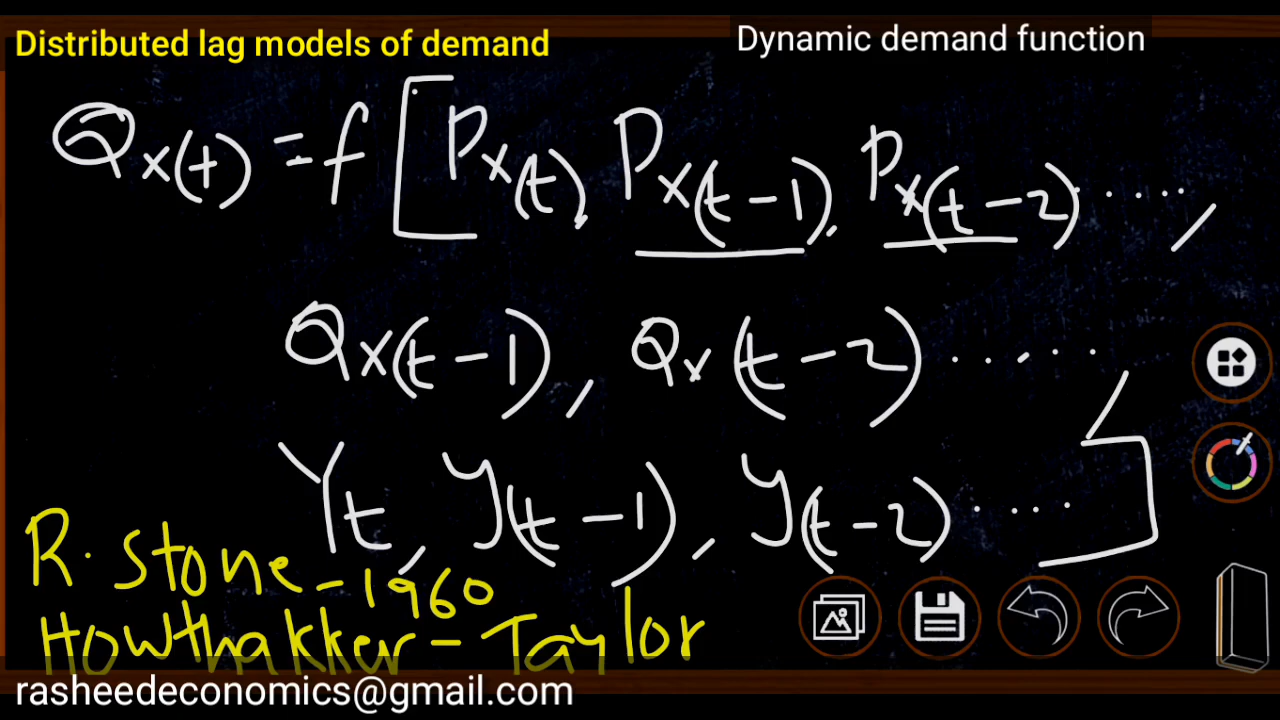 Distributed lag models of demand
Dynamic demand function
Qx(t) = f [Px(t), Px(t-1), Px(t-2) .....,
Qx(t-1), Qx(t-2) .....
Yt, Y(t-1), Y(t-2) .... ]
R. Stone - 1960
Howthakker - Taylor
rasheedeconomics@gmail.com